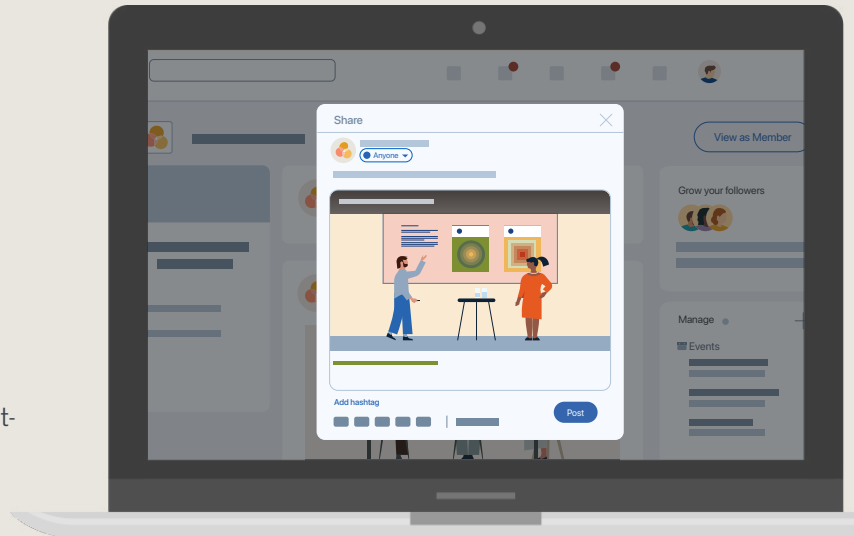 Share
View as Member
Anyone
Grow your followers
Manage
Events
t-
Add hashtag
Post